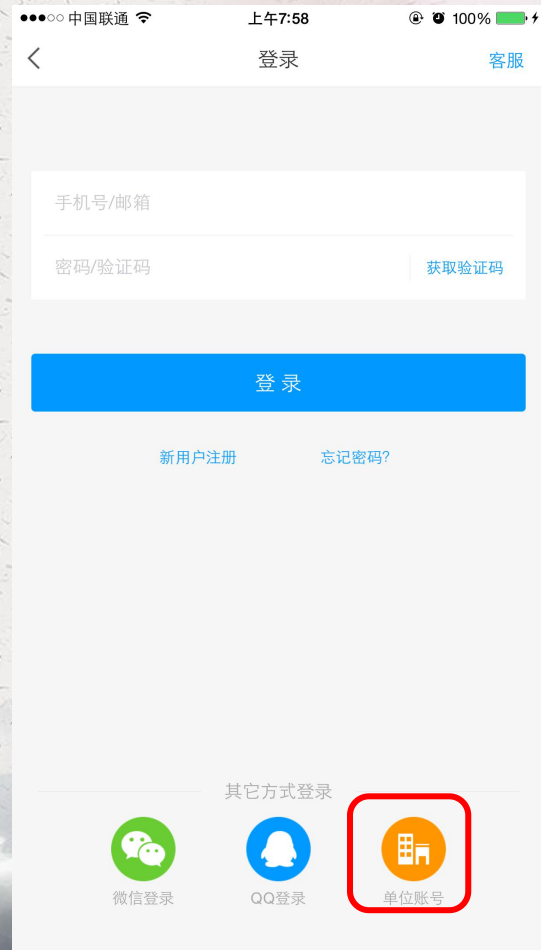 中国联通 上午7:58 100%
登录 客服
手机号/邮箱
密码/验证码 获取验证码
登 录
新用户注册 忘记密码?
其它方式登录
微信登录 QQ登录 单位账号